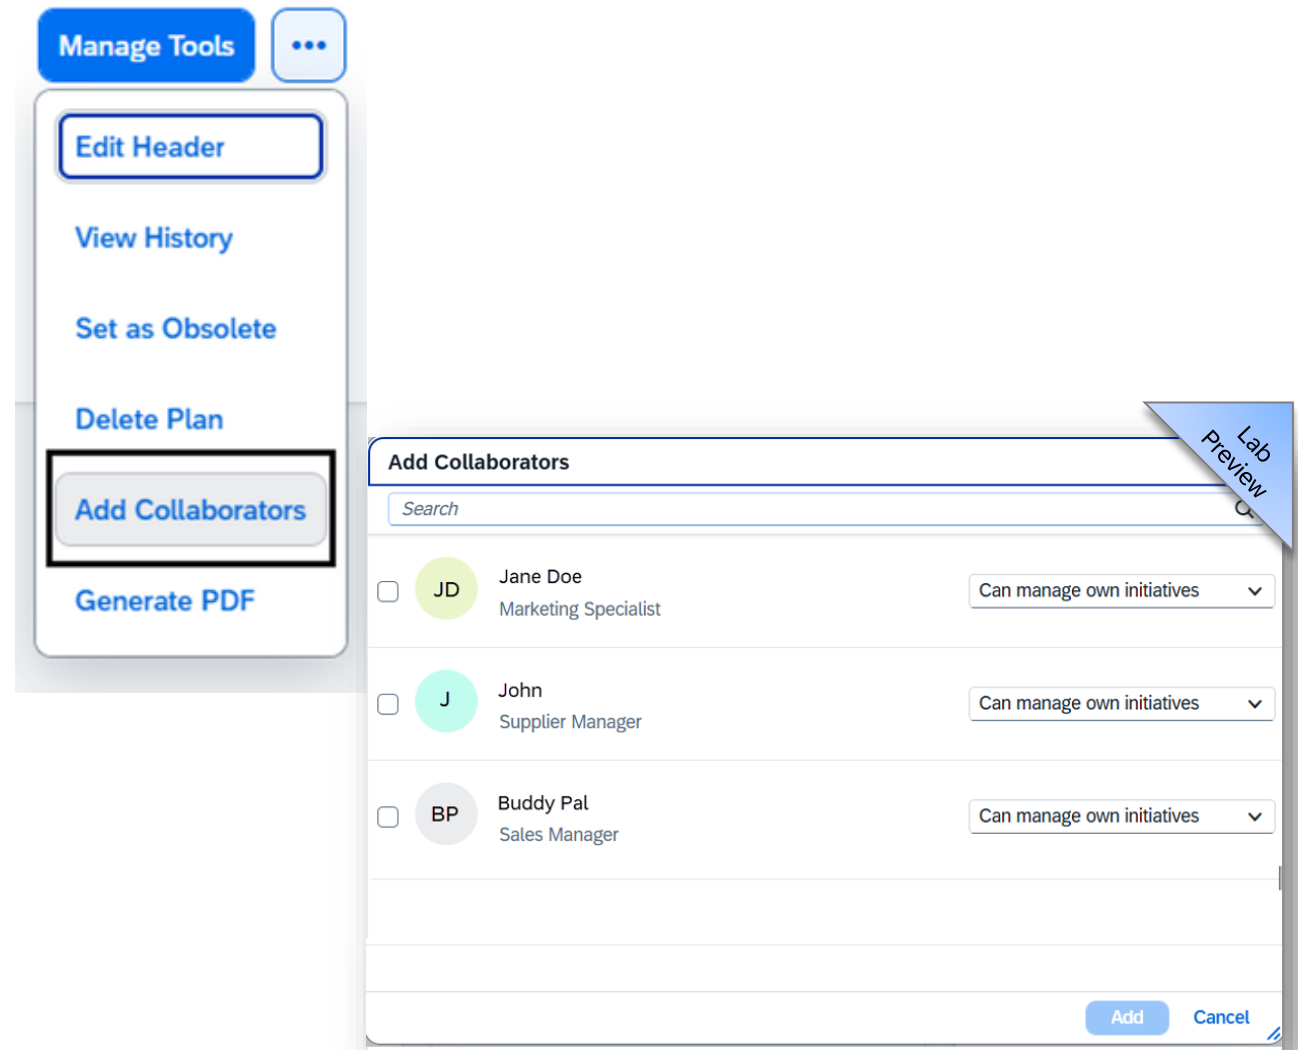 Manage Tools
•••
Edit Header
View History
Set as Obsolete
Delete Plan
Add Collaborators
Generate PDF
Lab
Preview
Add Collaborators
Search
JD
Jane Doe
Marketing Specialist
Can manage own initiatives
J
John
Supplier Manager
Can manage own initiatives
BP
Buddy Pal
Sales Manager
Can manage own initiatives
Add
Cancel